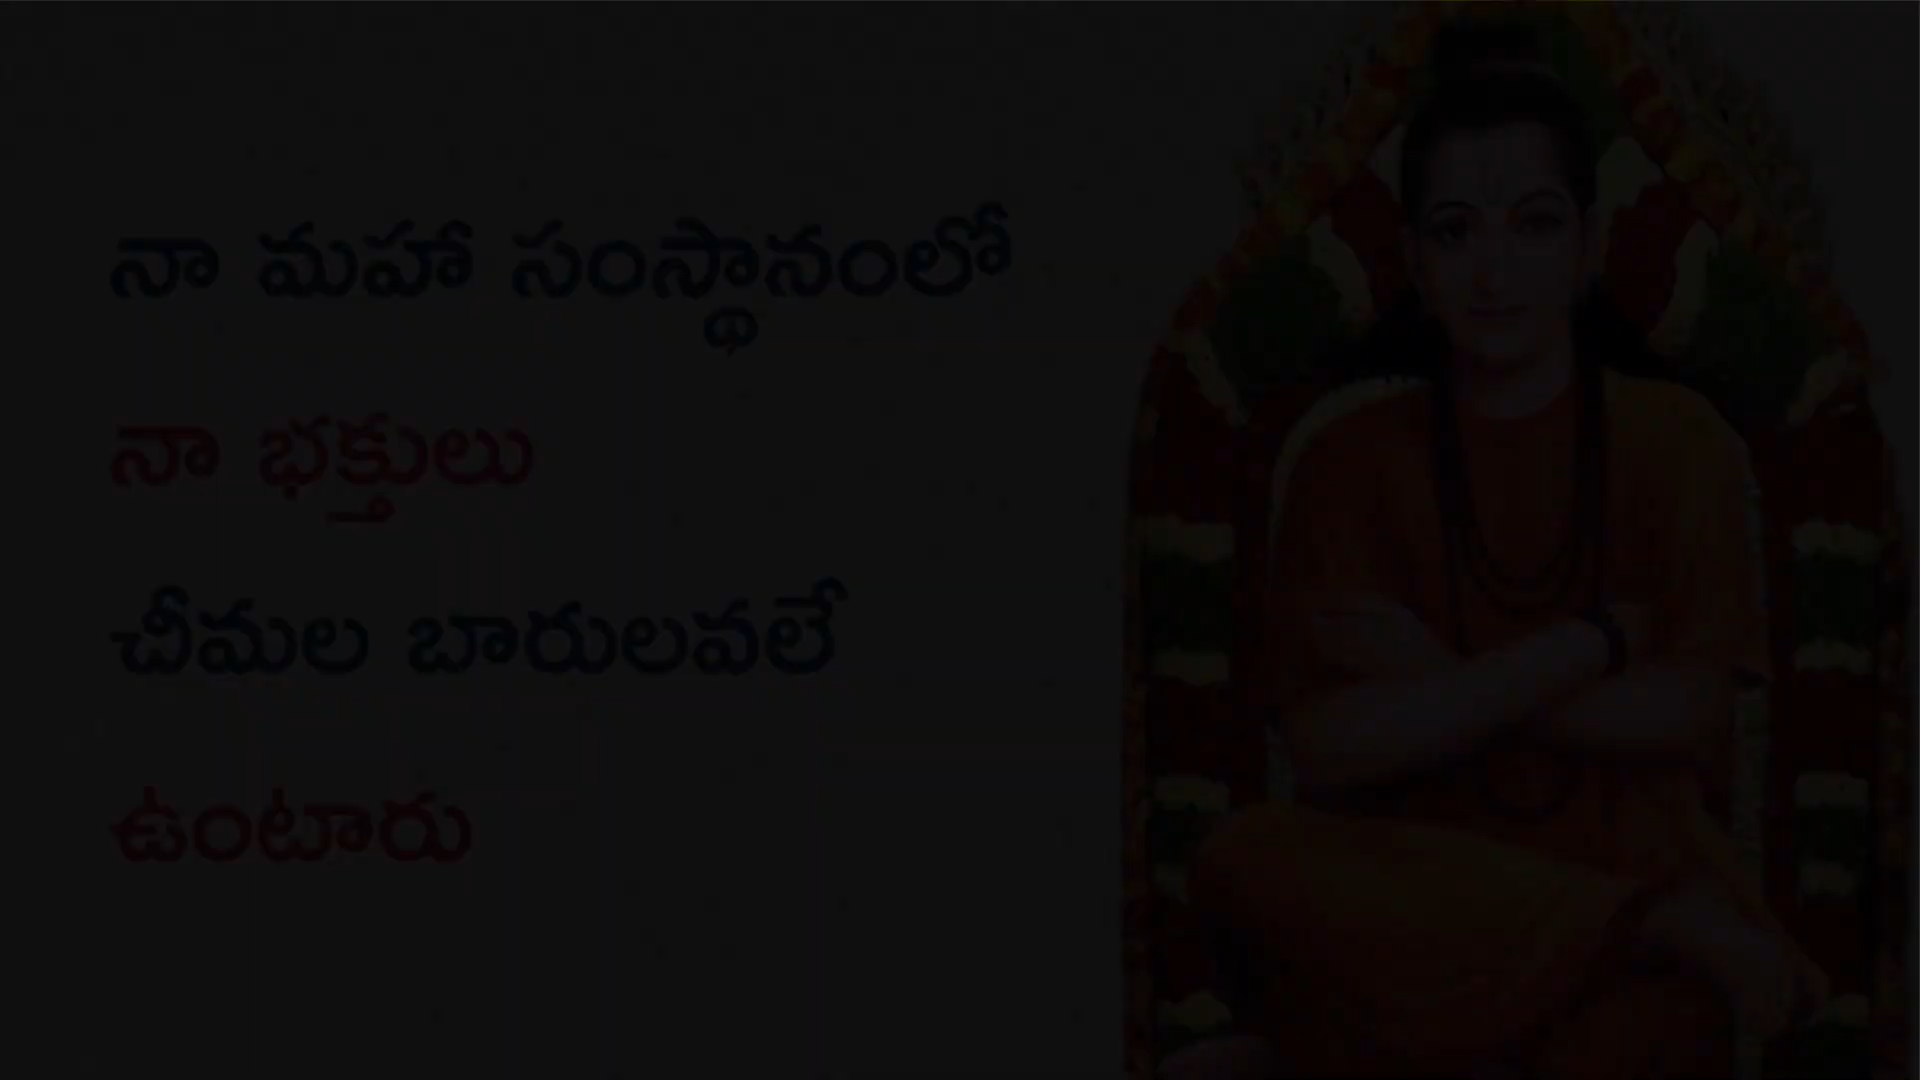 నా మహా సంస్థానంలో
నా భక్తులు
చీమల బారులవలే
ఉంటారు